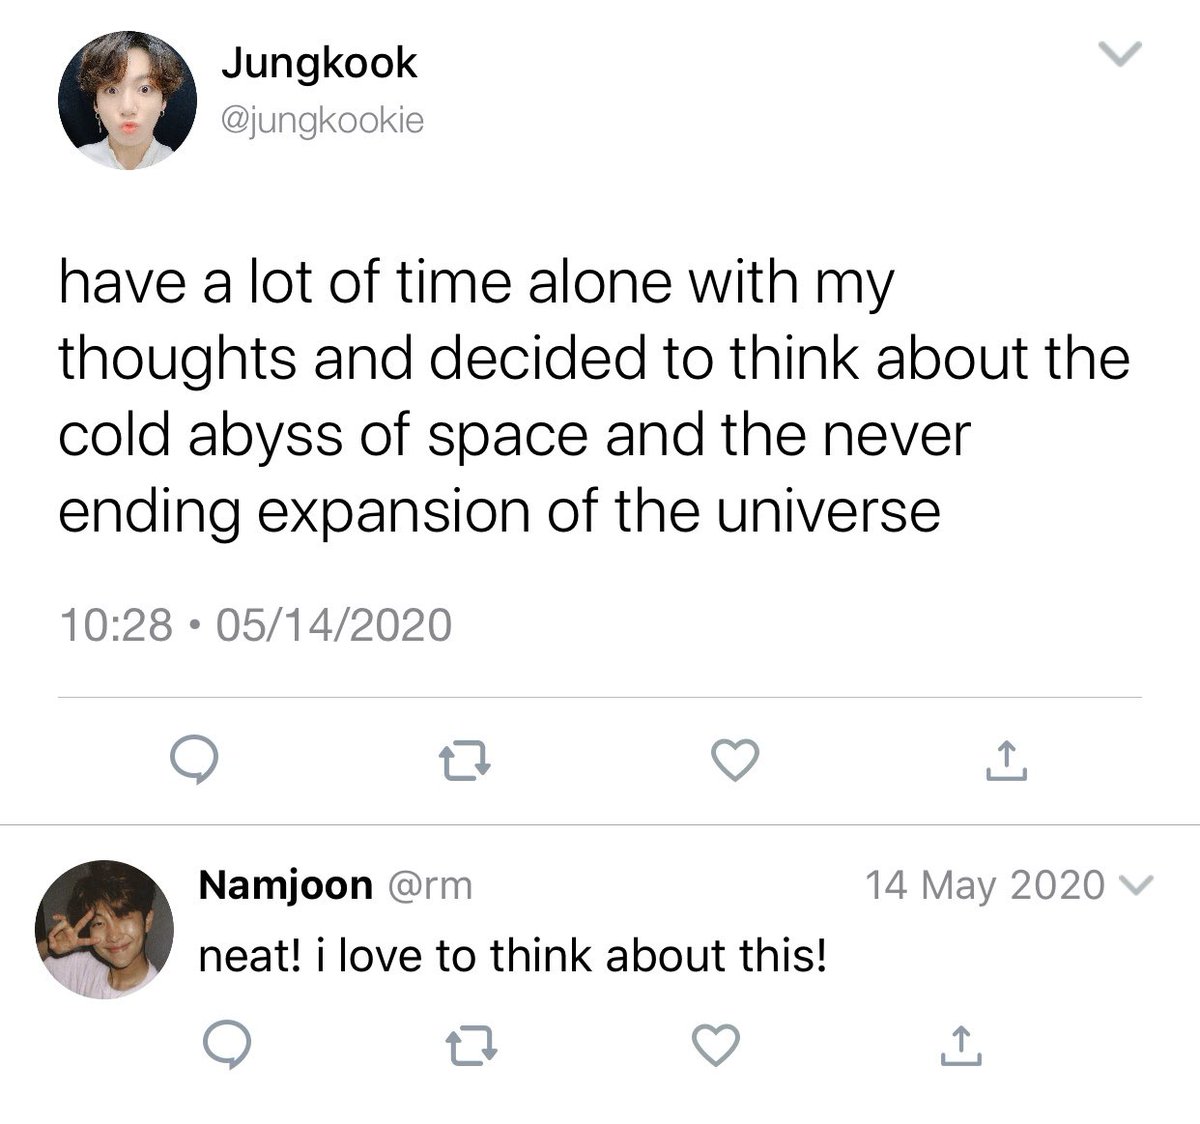 Jungkook
@jungkookie
have a lot of time alone with my
thoughts and decided to think about the
cold abyss of space and the never
ending expansion of the universe
10:28 • 05/14/2020
Namjoon @rm 14 May 2020
neat! i love to think about this!